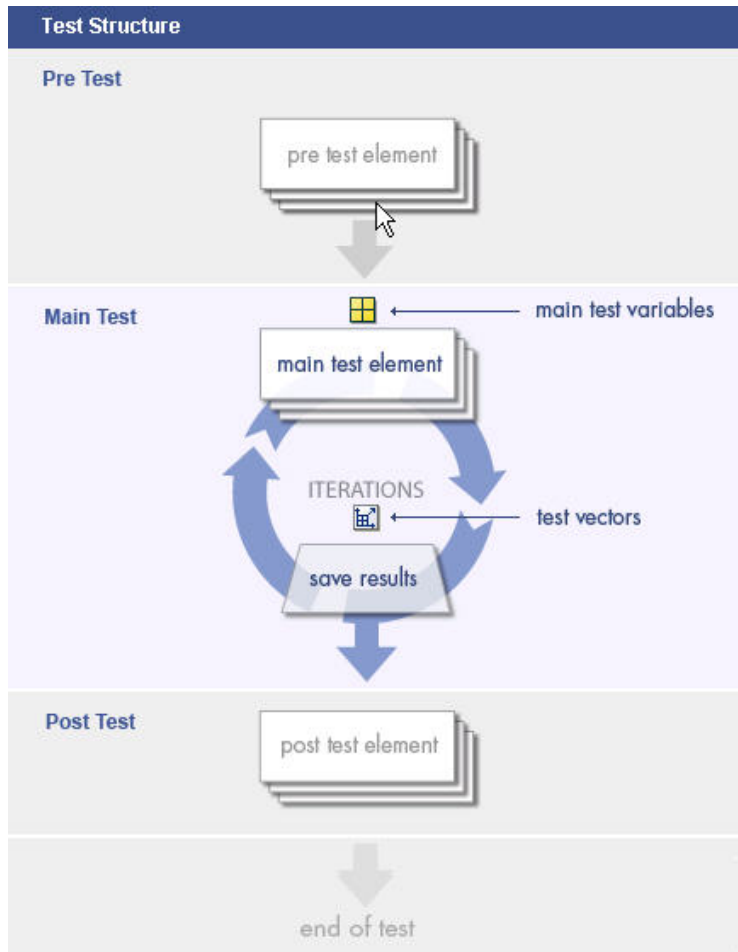 Test Structure
Pre Test
pre test element
Main Test
main test variables
main test element
ITERATIONS
test vectors
save results
Post Test
post test element
end of test